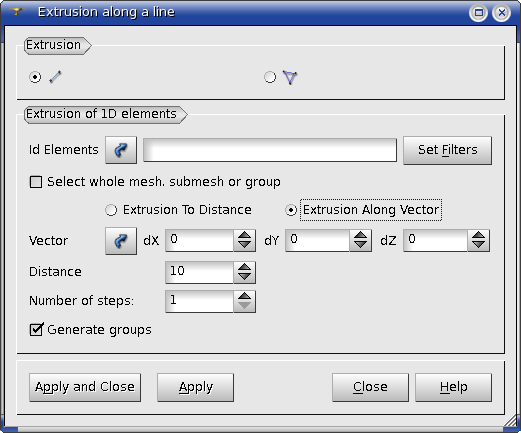 Extrusion along a line
Extrusion
Extrusion of 1D elements
Id Elements Set Filters
Select whole mesh. submesh or group
Extrusion To Distance Extrusion Along Vector
Vector dX 0 dY 0 dZ 0
Distance 10
Number of steps: 1
Generate groups
Apply and Close Apply Close Help